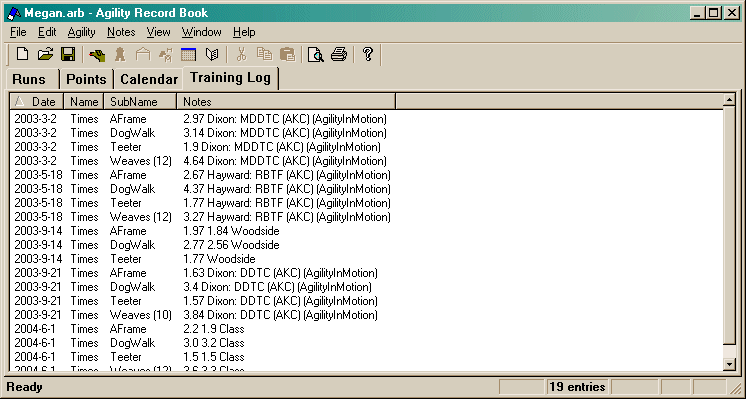 Megan.arb - Agility Record Book
File Edit Agility Notes View Window Help
Runs Points Calendar Training Log
Date Name SubName Notes
2003-3-2 Times AFrame 2.97 Dixon: MDDTC (AKC) (AgilityInMotion)
2003-3-2 Times DogWalk 3.14 Dixon: MDDTC (AKC) (AgilityInMotion)
2003-3-2 Times Teeter 1.9 Dixon: MDDTC (AKC) (AgilityInMotion)
2003-3-2 Times Weaves (12) 4.64 Dixon: MDDTC (AKC) (AgilityInMotion)
2003-5-18 Times AFrame 2.67 Hayward: RBTF (AKC) (AgilityInMotion)
2003-5-18 Times DogWalk 4.37 Hayward: RBTF (AKC) (AgilityInMotion)
2003-5-18 Times Teeter 1.77 Hayward: RBTF (AKC) (AgilityInMotion)
2003-5-18 Times Weaves (12) 3.27 Hayward: RBTF (AKC) (AgilityInMotion)
2003-9-14 Times AFrame 1.97 1.84 Woodside
2003-9-14 Times DogWalk 2.77 2.56 Woodside
2003-9-14 Times Teeter 1.77 Woodside
2003-9-21 Times AFrame 1.63 Dixon: DDTC (AKC) (AgilityInMotion)
2003-9-21 Times DogWalk 3.4 Dixon: DDTC (AKC) (AgilityInMotion)
2003-9-21 Times Teeter 1.57 Dixon: DDTC (AKC) (AgilityInMotion)
2003-9-21 Times Weaves (10) 3.84 Dixon: DDTC (AKC) (AgilityInMotion)
2004-6-1 Times AFrame 2.2 1.9 Class
2004-6-1 Times DogWalk 3.0 3.2 Class
2004-6-1 Times Teeter 1.5 1.5 Class
2004-6-1 Times Weaves (12) 3.6 3.3 Class
Ready 19 entries